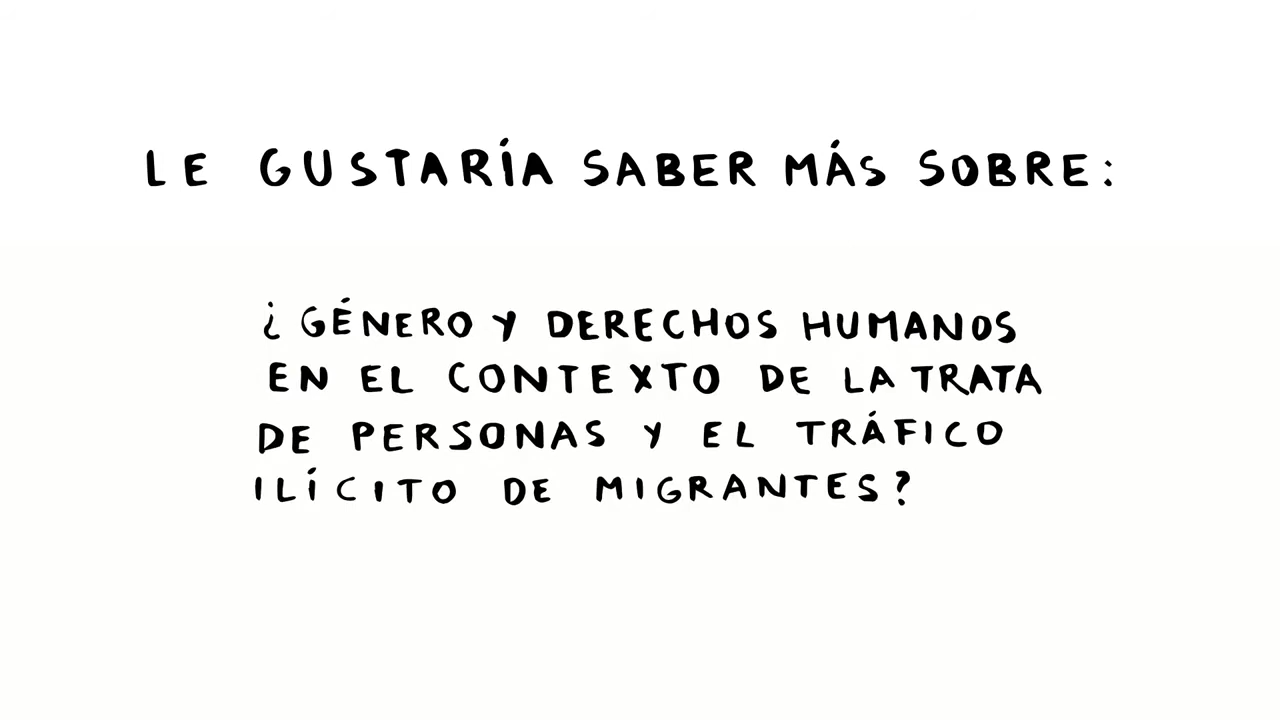 LE GUSTARÍA SABER MÁS SOBRE:
¿GÉNERO Y DERECHOS HUMANOS
EN EL CONTEXTO DE LA TRATA
DE PERSONAS Y EL TRÁFICO
ILÍCITO DE MIGRANTES?